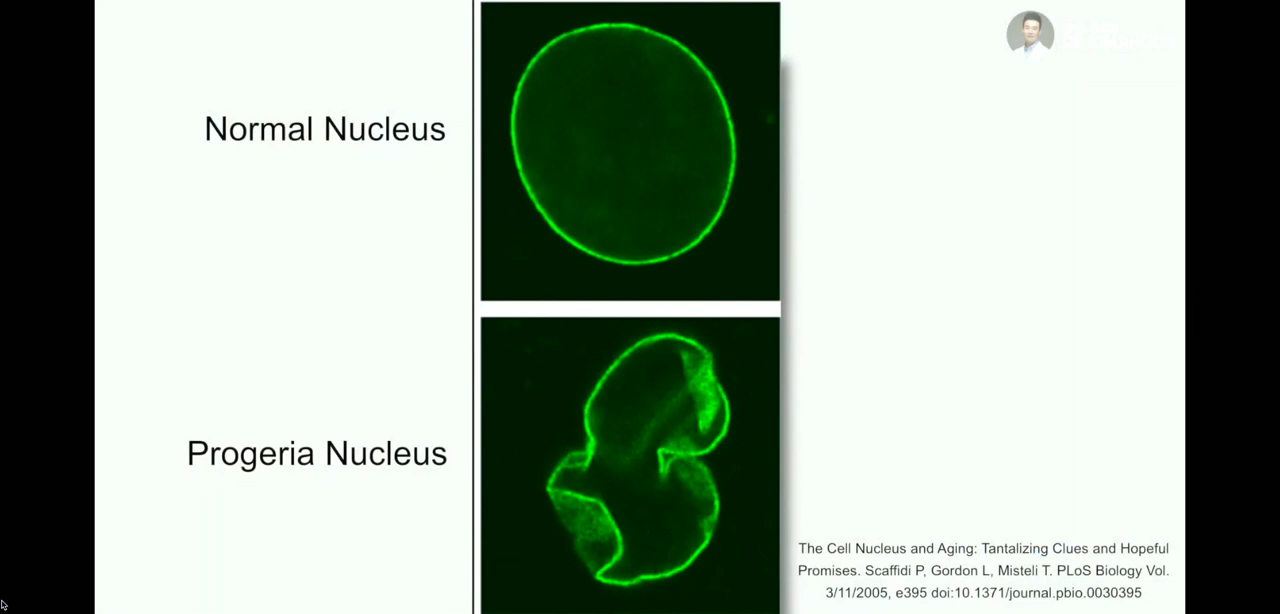 Normal Nucleus
Progeria Nucleus
The Cell Nucleus and Aging: Tantalizing Clues and Hopeful
Promises. Scaffidi P, Gordon L, Misteli T. PLoS Biology Vol.
3/11/2005, e395 doi:10.1371/journal.pbio.0030395